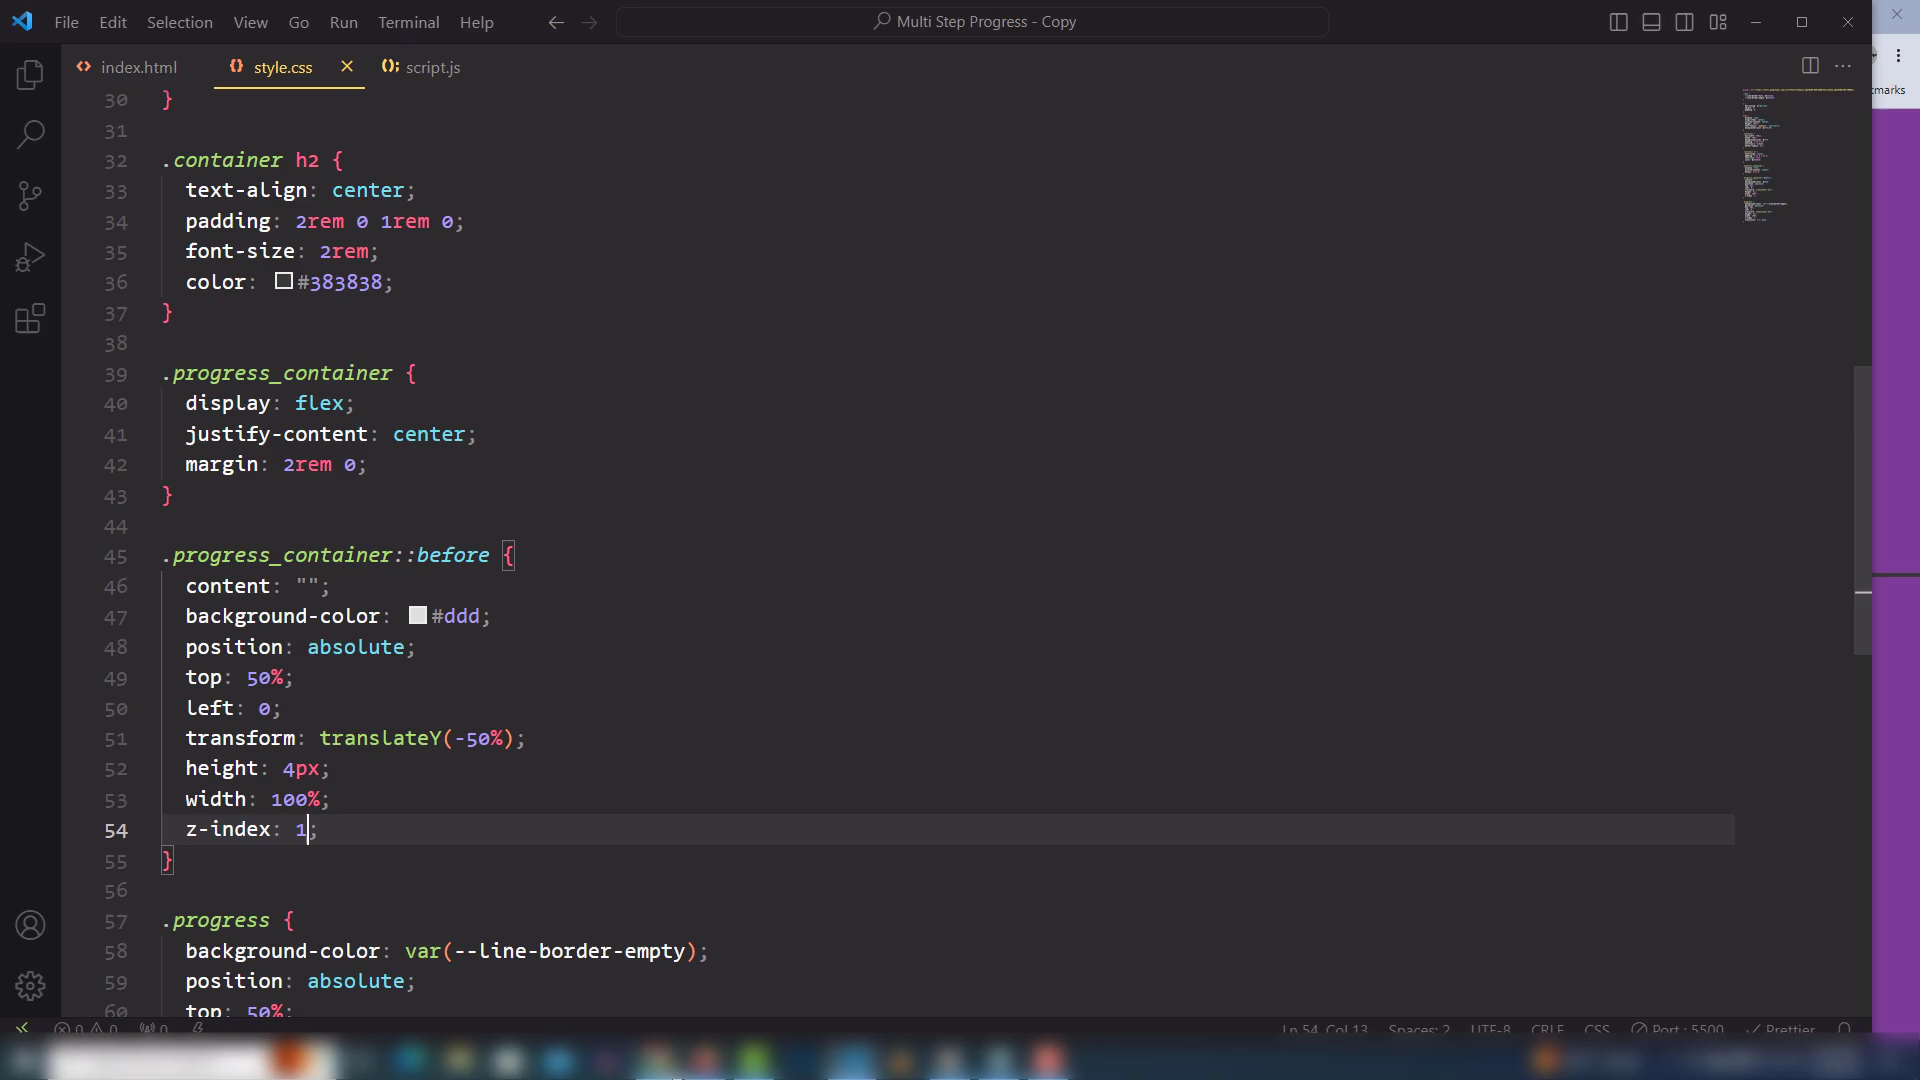 File Edit Selection View Go Run Terminal Help
Multi Step Progress - Copy
index.html style.css script.js
kmarks
30 }
31
32 .container h2 {
33 text-align: center;
34 padding: 2rem 0 1rem 0;
35 font-size: 2rem;
36 color: #383838;
37 }
38
39 .progress_container {
40 display: flex;
41 justify-content: center;
42 margin: 2rem 0;
43 }
44
45 .progress_container::before {
46 content: "";
47 background-color: #ddd;
48 position: absolute;
49 top: 50%;
50 left: 0;
51 transform: translateY(-50%);
52 height: 4px;
53 width: 100%;
54 z-index: 1;
55 }
56
57 .progress {
58 background-color: var(--line-border-empty);
59 position: absolute;
60 top: 50%;
0 0 0 Ln 54, Col 13 Spaces: 2 UTF-8 CRLF CSS Port : 5500 Prettier